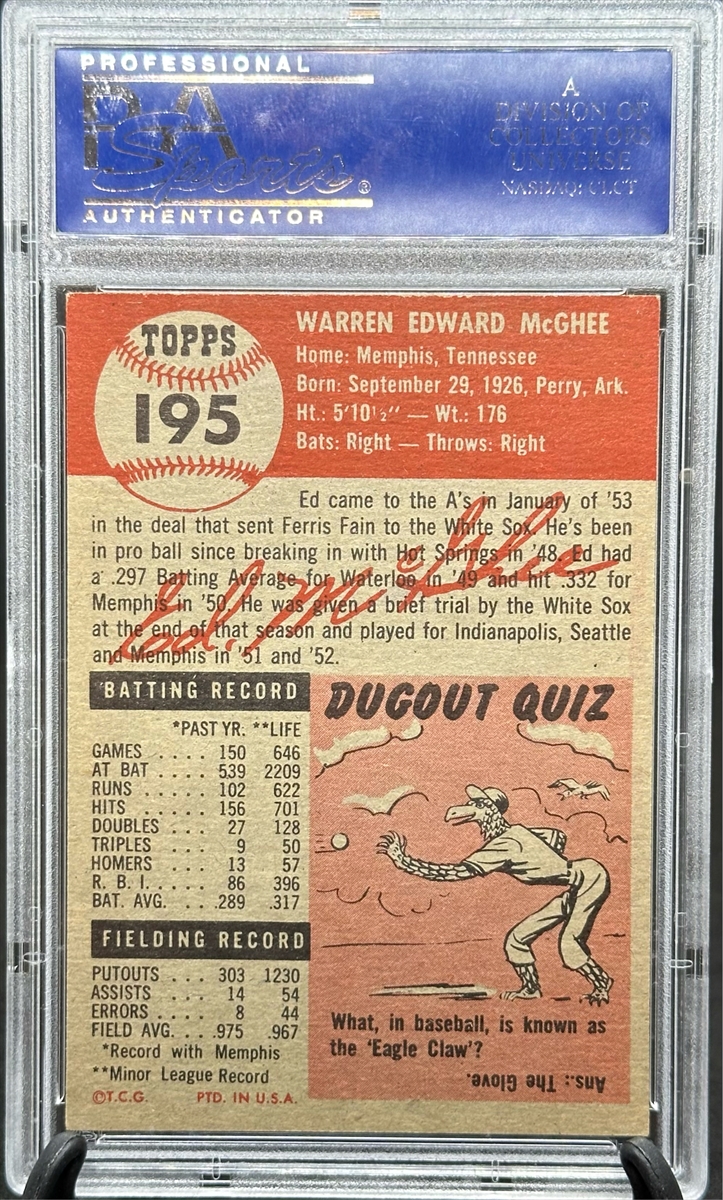 PROFESSIONAL
PSA
Sports®
AUTHENTICATOR
A
DIVISION OF
COLLECTORS
UNIVERSE
NASDAQ: CLCT
TOPPS
195
WARREN EDWARD McGHEE
Home: Memphis, Tennessee
Born: September 29, 1926, Perry, Ark.
Ht.: 5'10½" — Wt.: 176
Bats: Right — Throws: Right
Ed came to the A's in January of '53
in the deal that sent Ferris Fain to the White Sox. He's been
in pro ball since breaking in with Hot Springs in '48. Ed had
a .297 Batting Average for Waterloo in '49 and hit .332 for
Memphis in '50. He was given a brief trial by the White Sox
at the end of that season and played for Indianapolis, Seattle
and Memphis in '51 and '52.
Ed. McGhee
BATTING RECORD
*PAST YR. **LIFE
GAMES .... 150 646
AT BAT .... 539 2209
RUNS .... 102 622
HITS ..... 156 701
DOUBLES ... 27 128
TRIPLES ... 9 50
HOMERS ... 13 57
R. B. I. .... 86 396
BAT. AVG. ... .289 .317
FIELDING RECORD
PUTOUTS ... 303 1230
ASSISTS ... 14 54
ERRORS .... 8 44
FIELD AVG. ... .975 .967
*Record with Memphis
**Minor League Record
©T.C.G. PTD. IN U.S.A.
DUGOUT QUIZ
What, in baseball, is known as
the 'Eagle Claw'?
Ans.: The Glove.